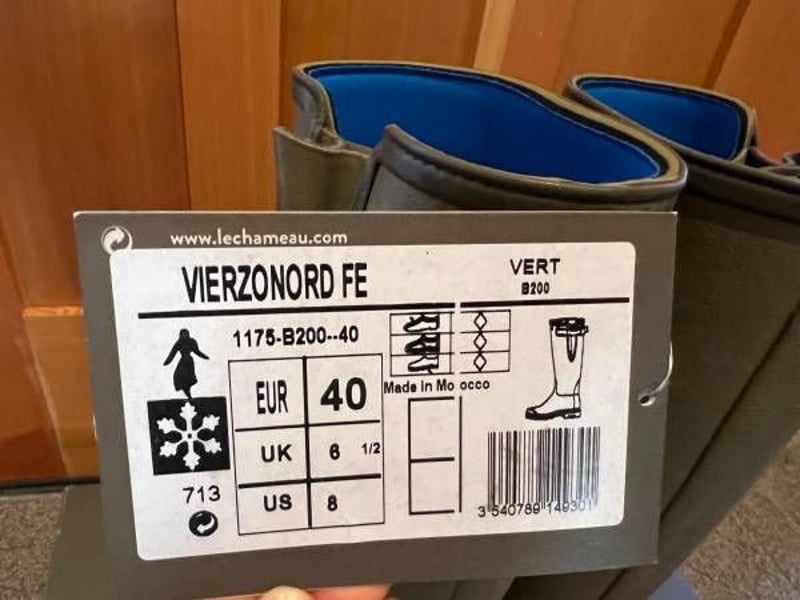 www.lechameau.com
VIERZONORD FE
VERT
B200
1175-B200--40
Made in Mo occo
EUR 40
UK 6 1/2
US 8
713
3 540789 149301